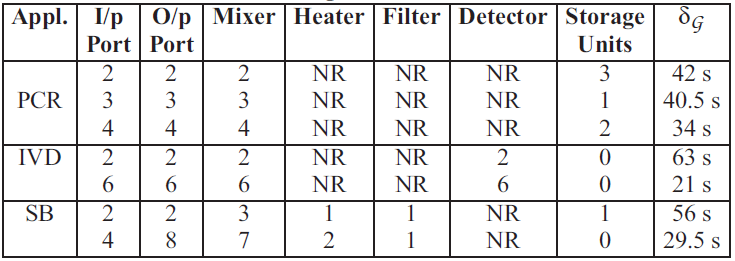 Appl. I/p O/p Mixer Heater Filter Detector Storage δ𝒢
Port Port Units
2 2 2 NR NR NR 3 42 s
PCR 3 3 3 NR NR NR 1 40.5 s
4 4 4 NR NR NR 2 34 s
IVD 2 2 2 NR NR 2 0 63 s
6 6 6 NR NR 6 0 21 s
SB 2 2 3 1 1 NR 1 56 s
4 8 7 2 1 NR 0 29.5 s